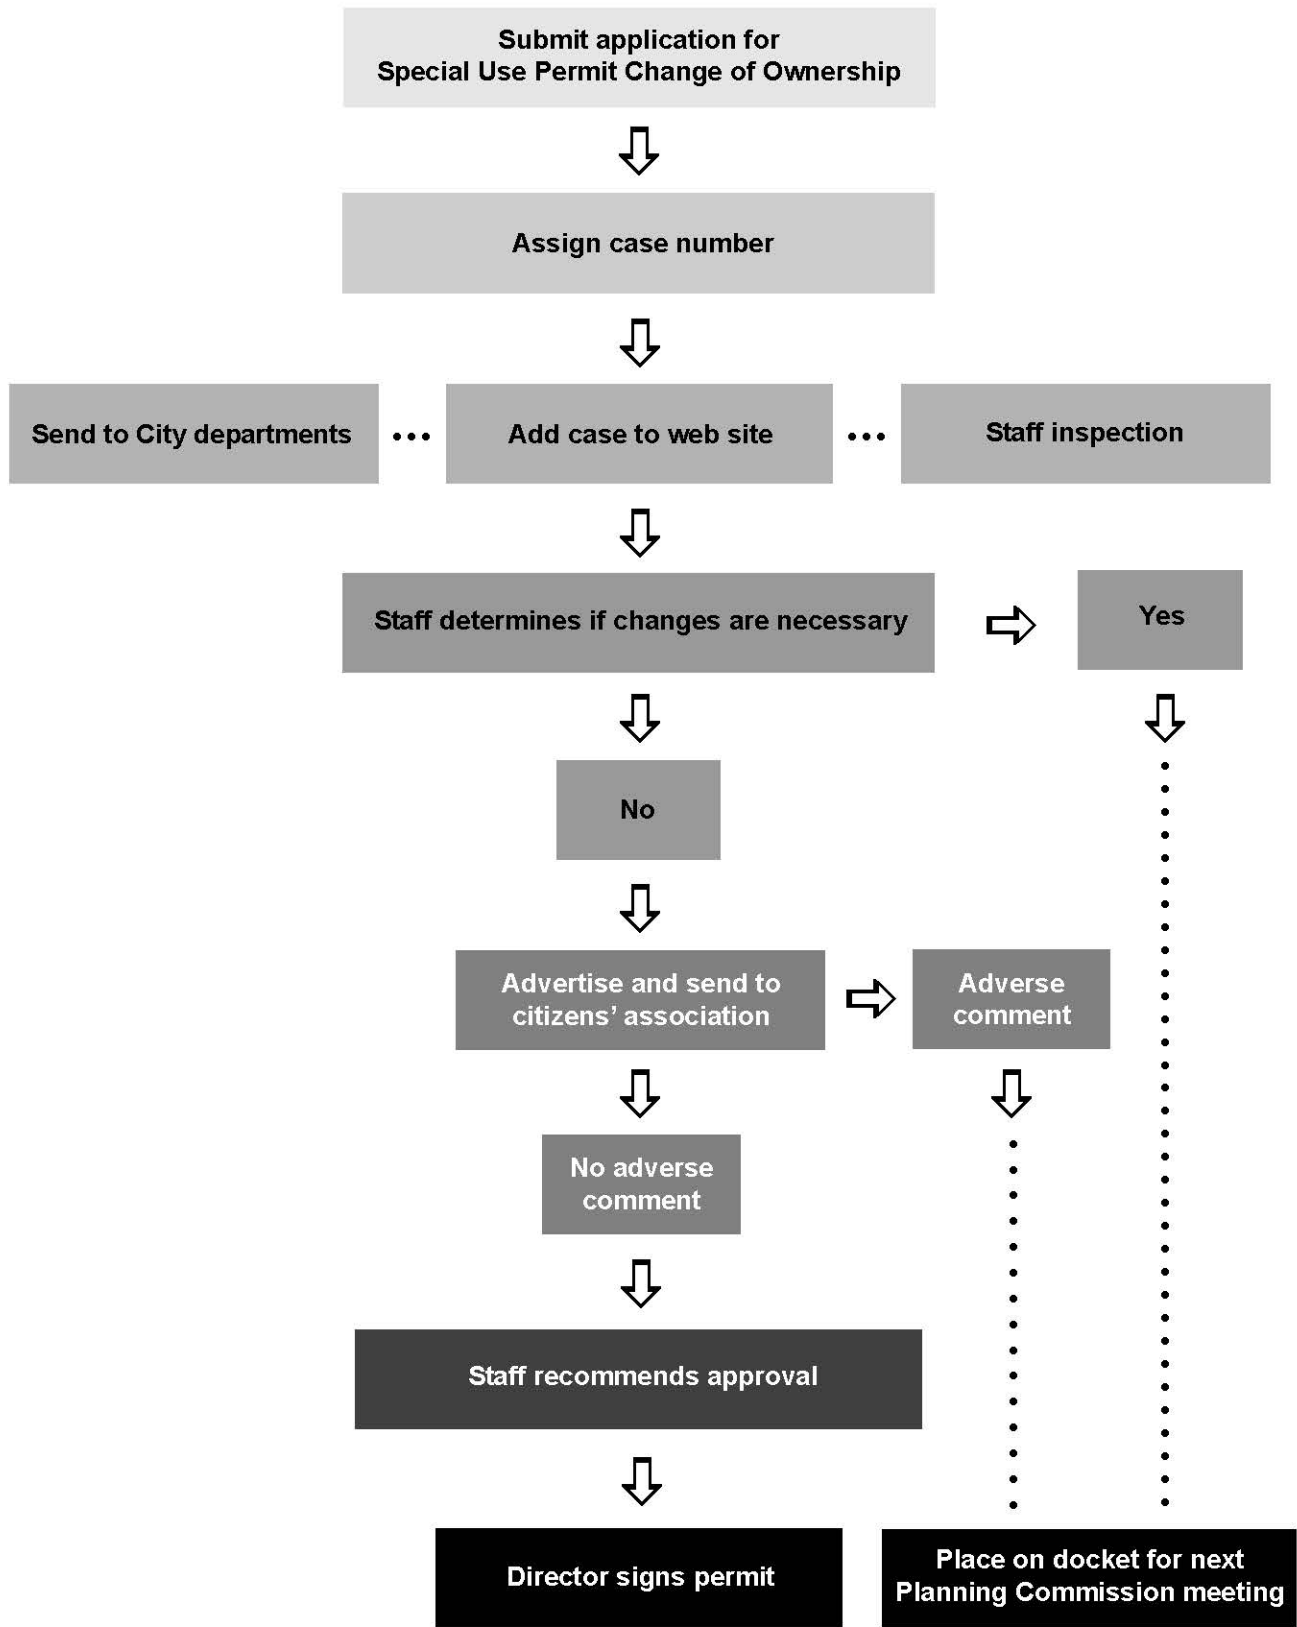 Submit application for
Special Use Permit Change of Ownership
Assign case number
Send to City departments
Add case to web site
Staff inspection
Staff determines if changes are necessary
Yes
No
Advertise and send to
citizens’ association
Adverse
comment
No adverse
comment
Staff recommends approval
Director signs permit
Place on docket for next
Planning Commission meeting